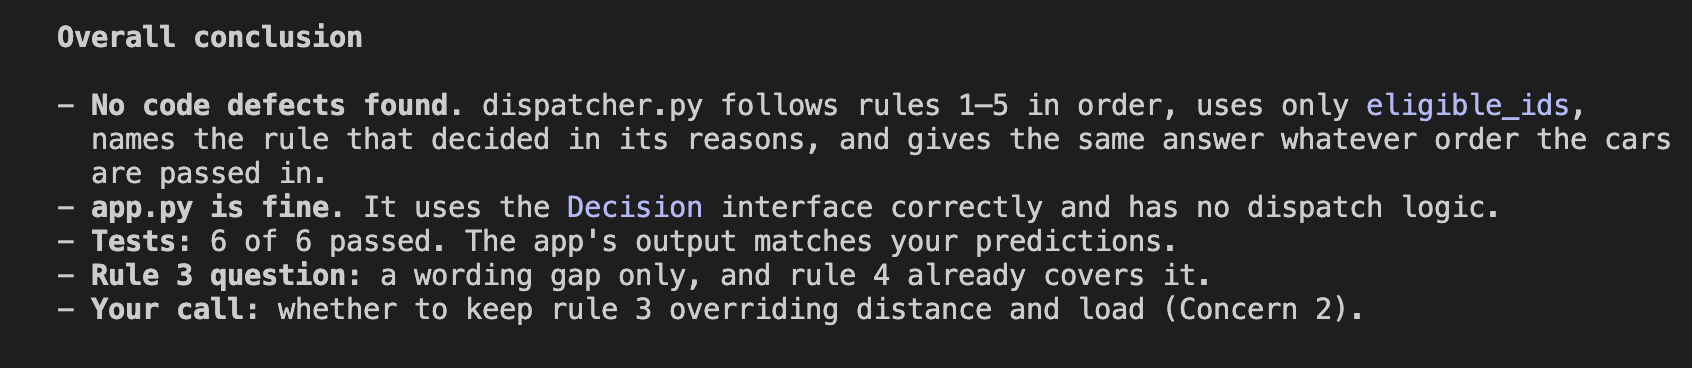 Overall conclusion
– No code defects found. dispatcher.py follows rules 1–5 in order, uses only eligible_ids,
names the rule that decided in its reasons, and gives the same answer whatever order the cars
are passed in.
– app.py is fine. It uses the Decision interface correctly and has no dispatch logic.
– Tests: 6 of 6 passed. The app's output matches your predictions.
– Rule 3 question: a wording gap only, and rule 4 already covers it.
– Your call: whether to keep rule 3 overriding distance and load (Concern 2).